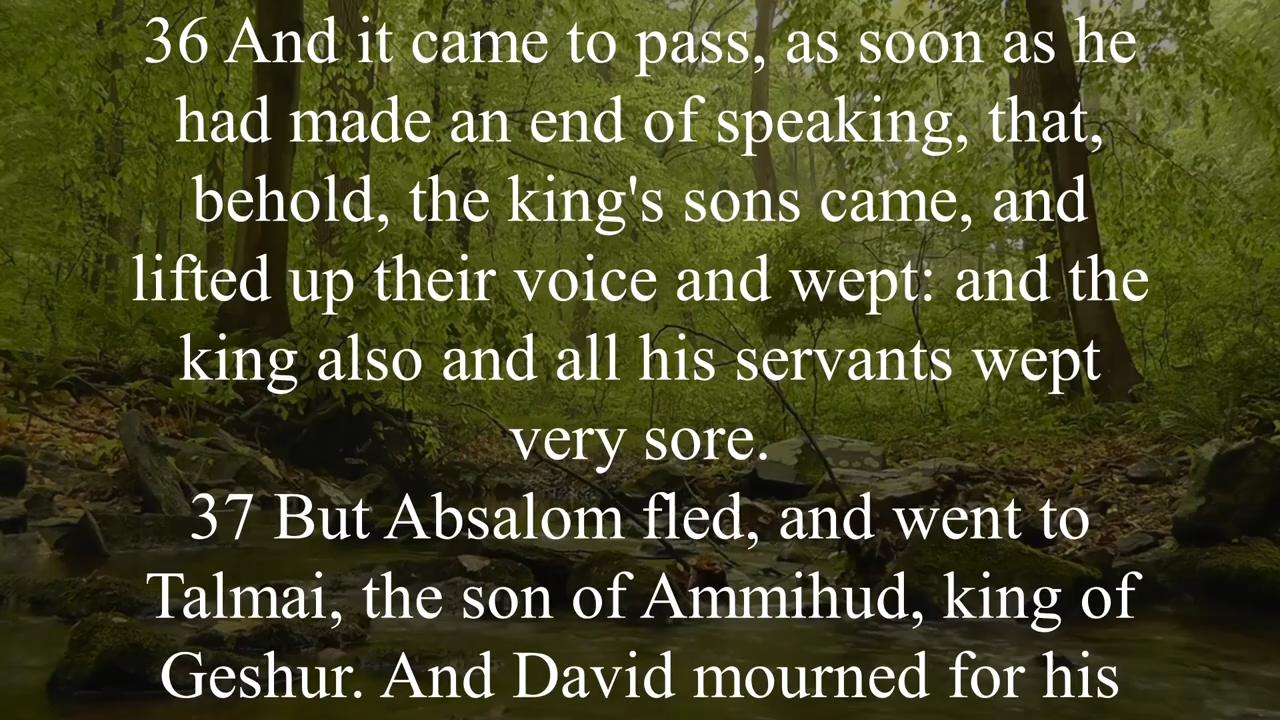 36 And it came to pass, as soon as he
had made an end of speaking, that,
behold, the king's sons came, and
lifted up their voice and wept: and the
king also and all his servants wept
very sore.
37 But Absalom fled, and went to
Talmai, the son of Ammihud, king of
Geshur. And David mourned for his